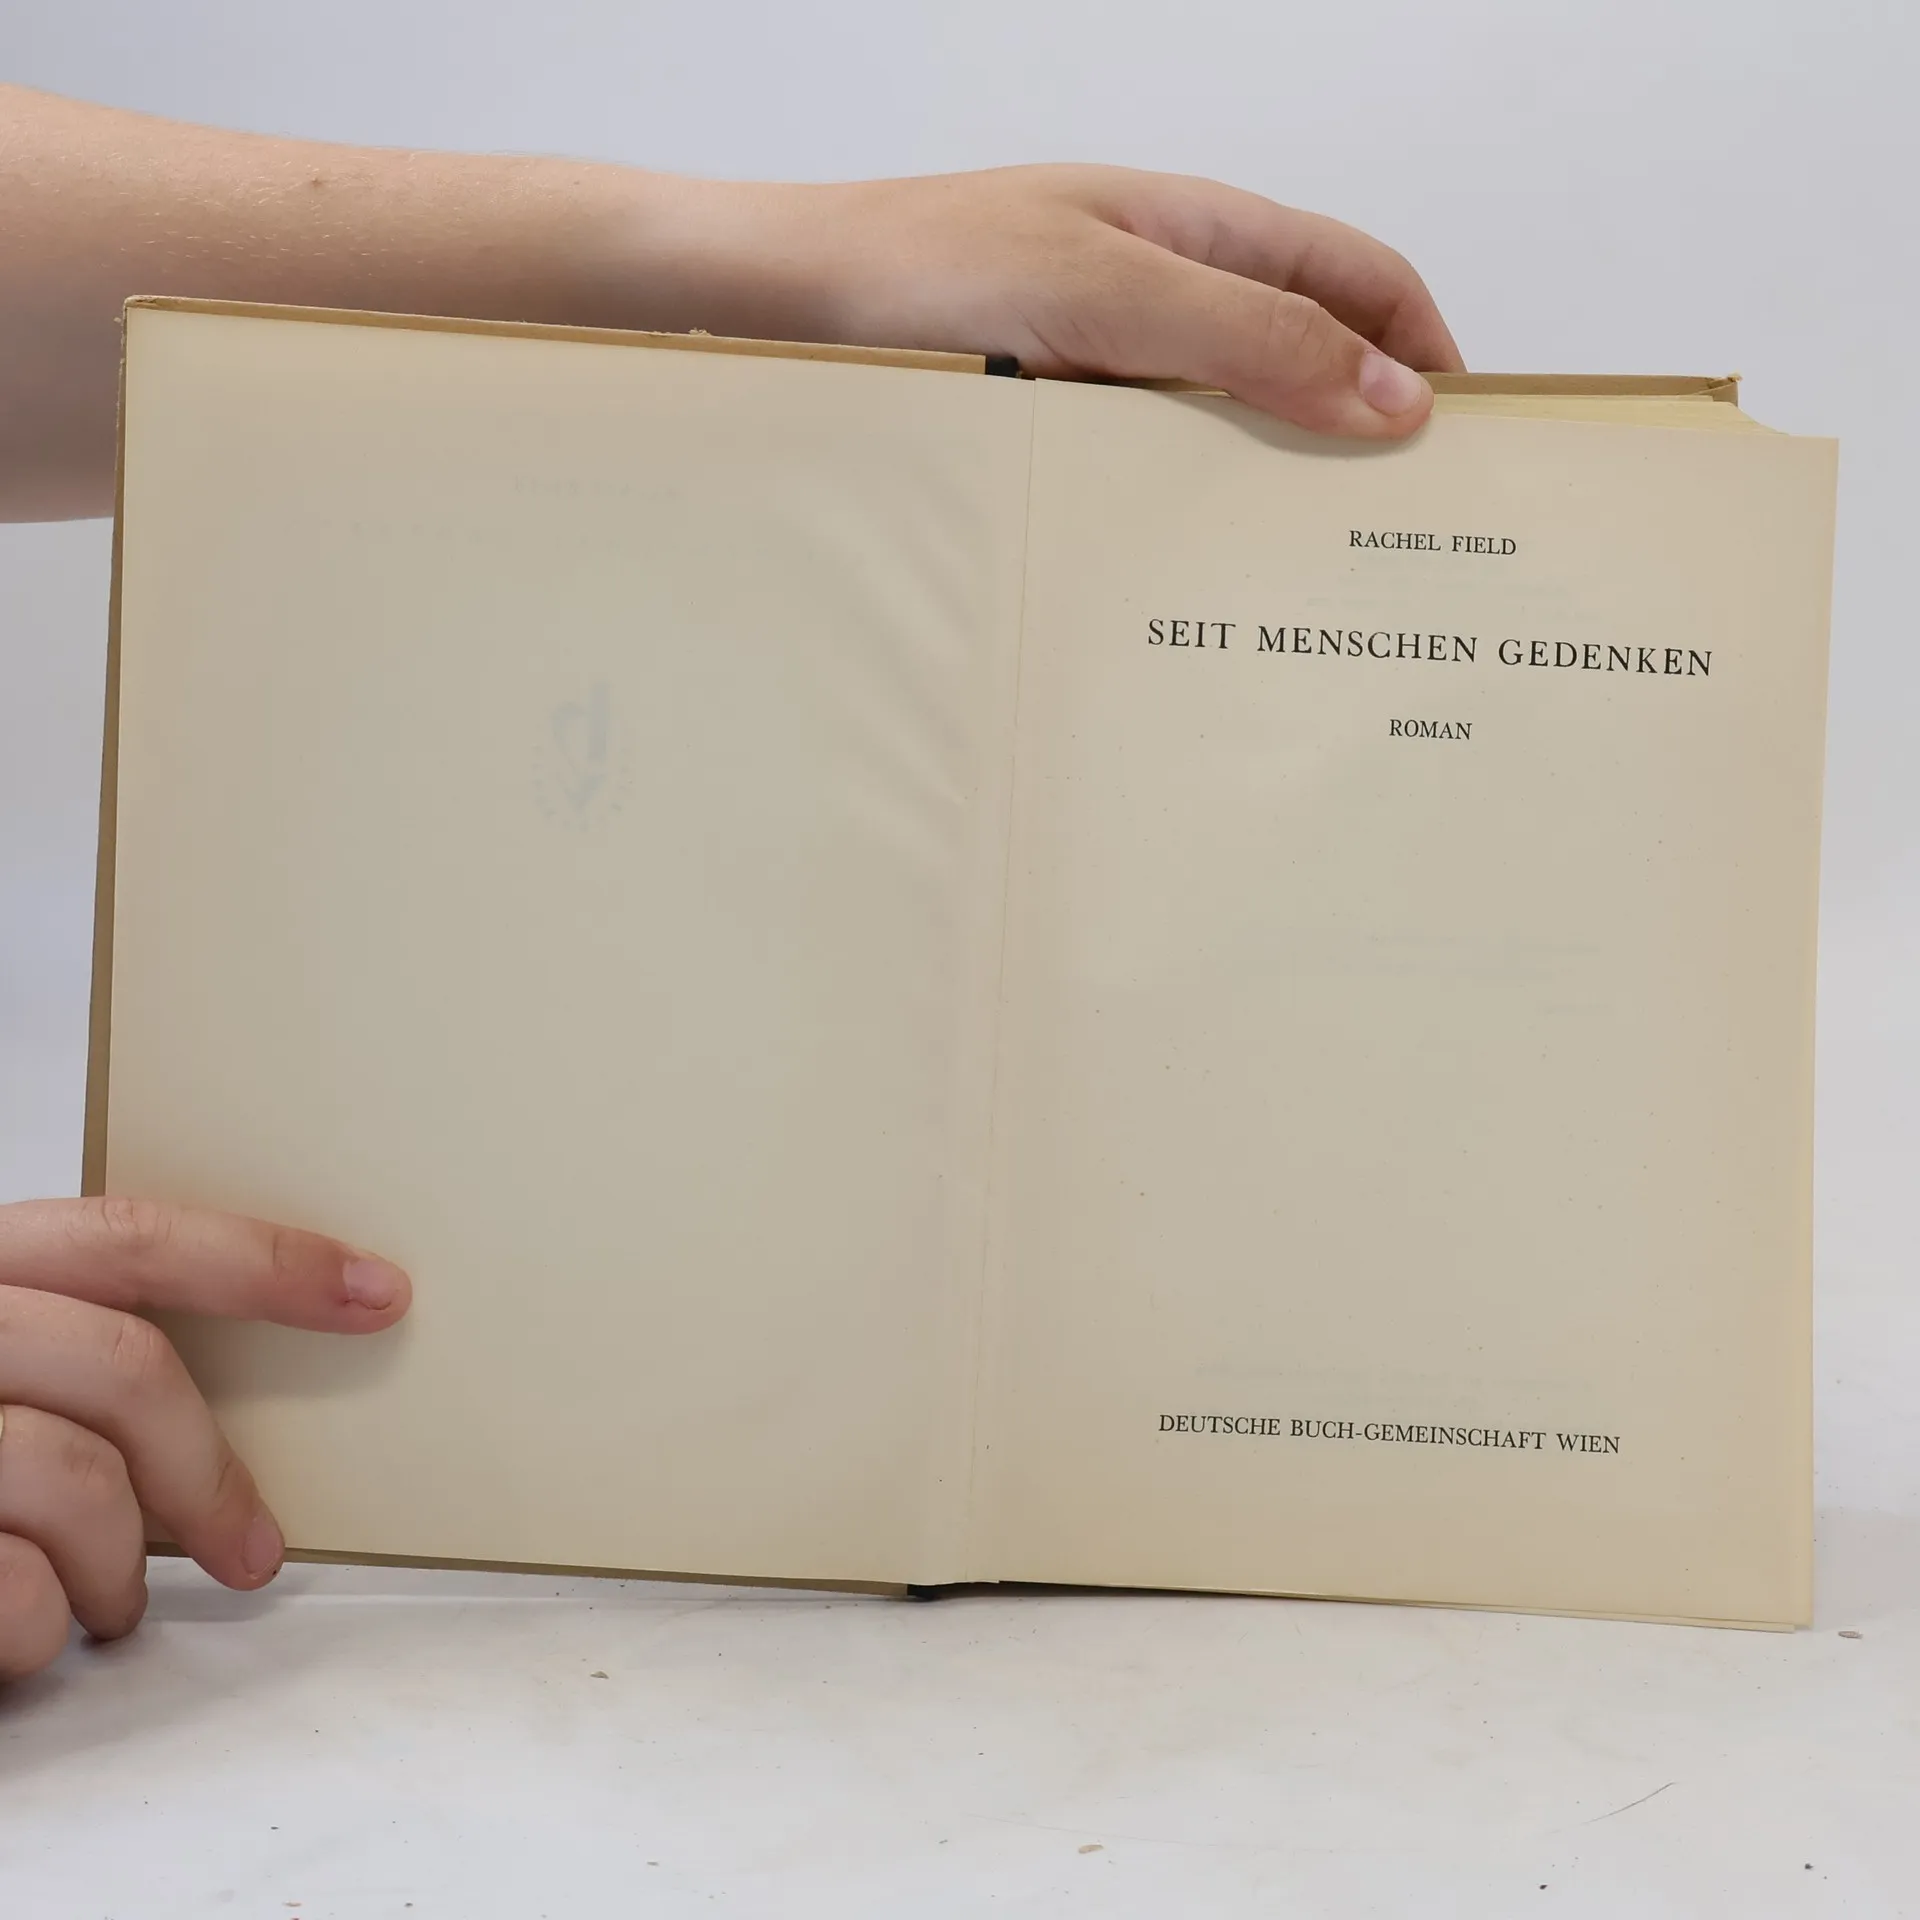 RACHEL FIELD
SEIT MENSCHEN GEDENKEN
ROMAN
DEUTSCHE BUCH-GEMEINSCHAFT WIEN